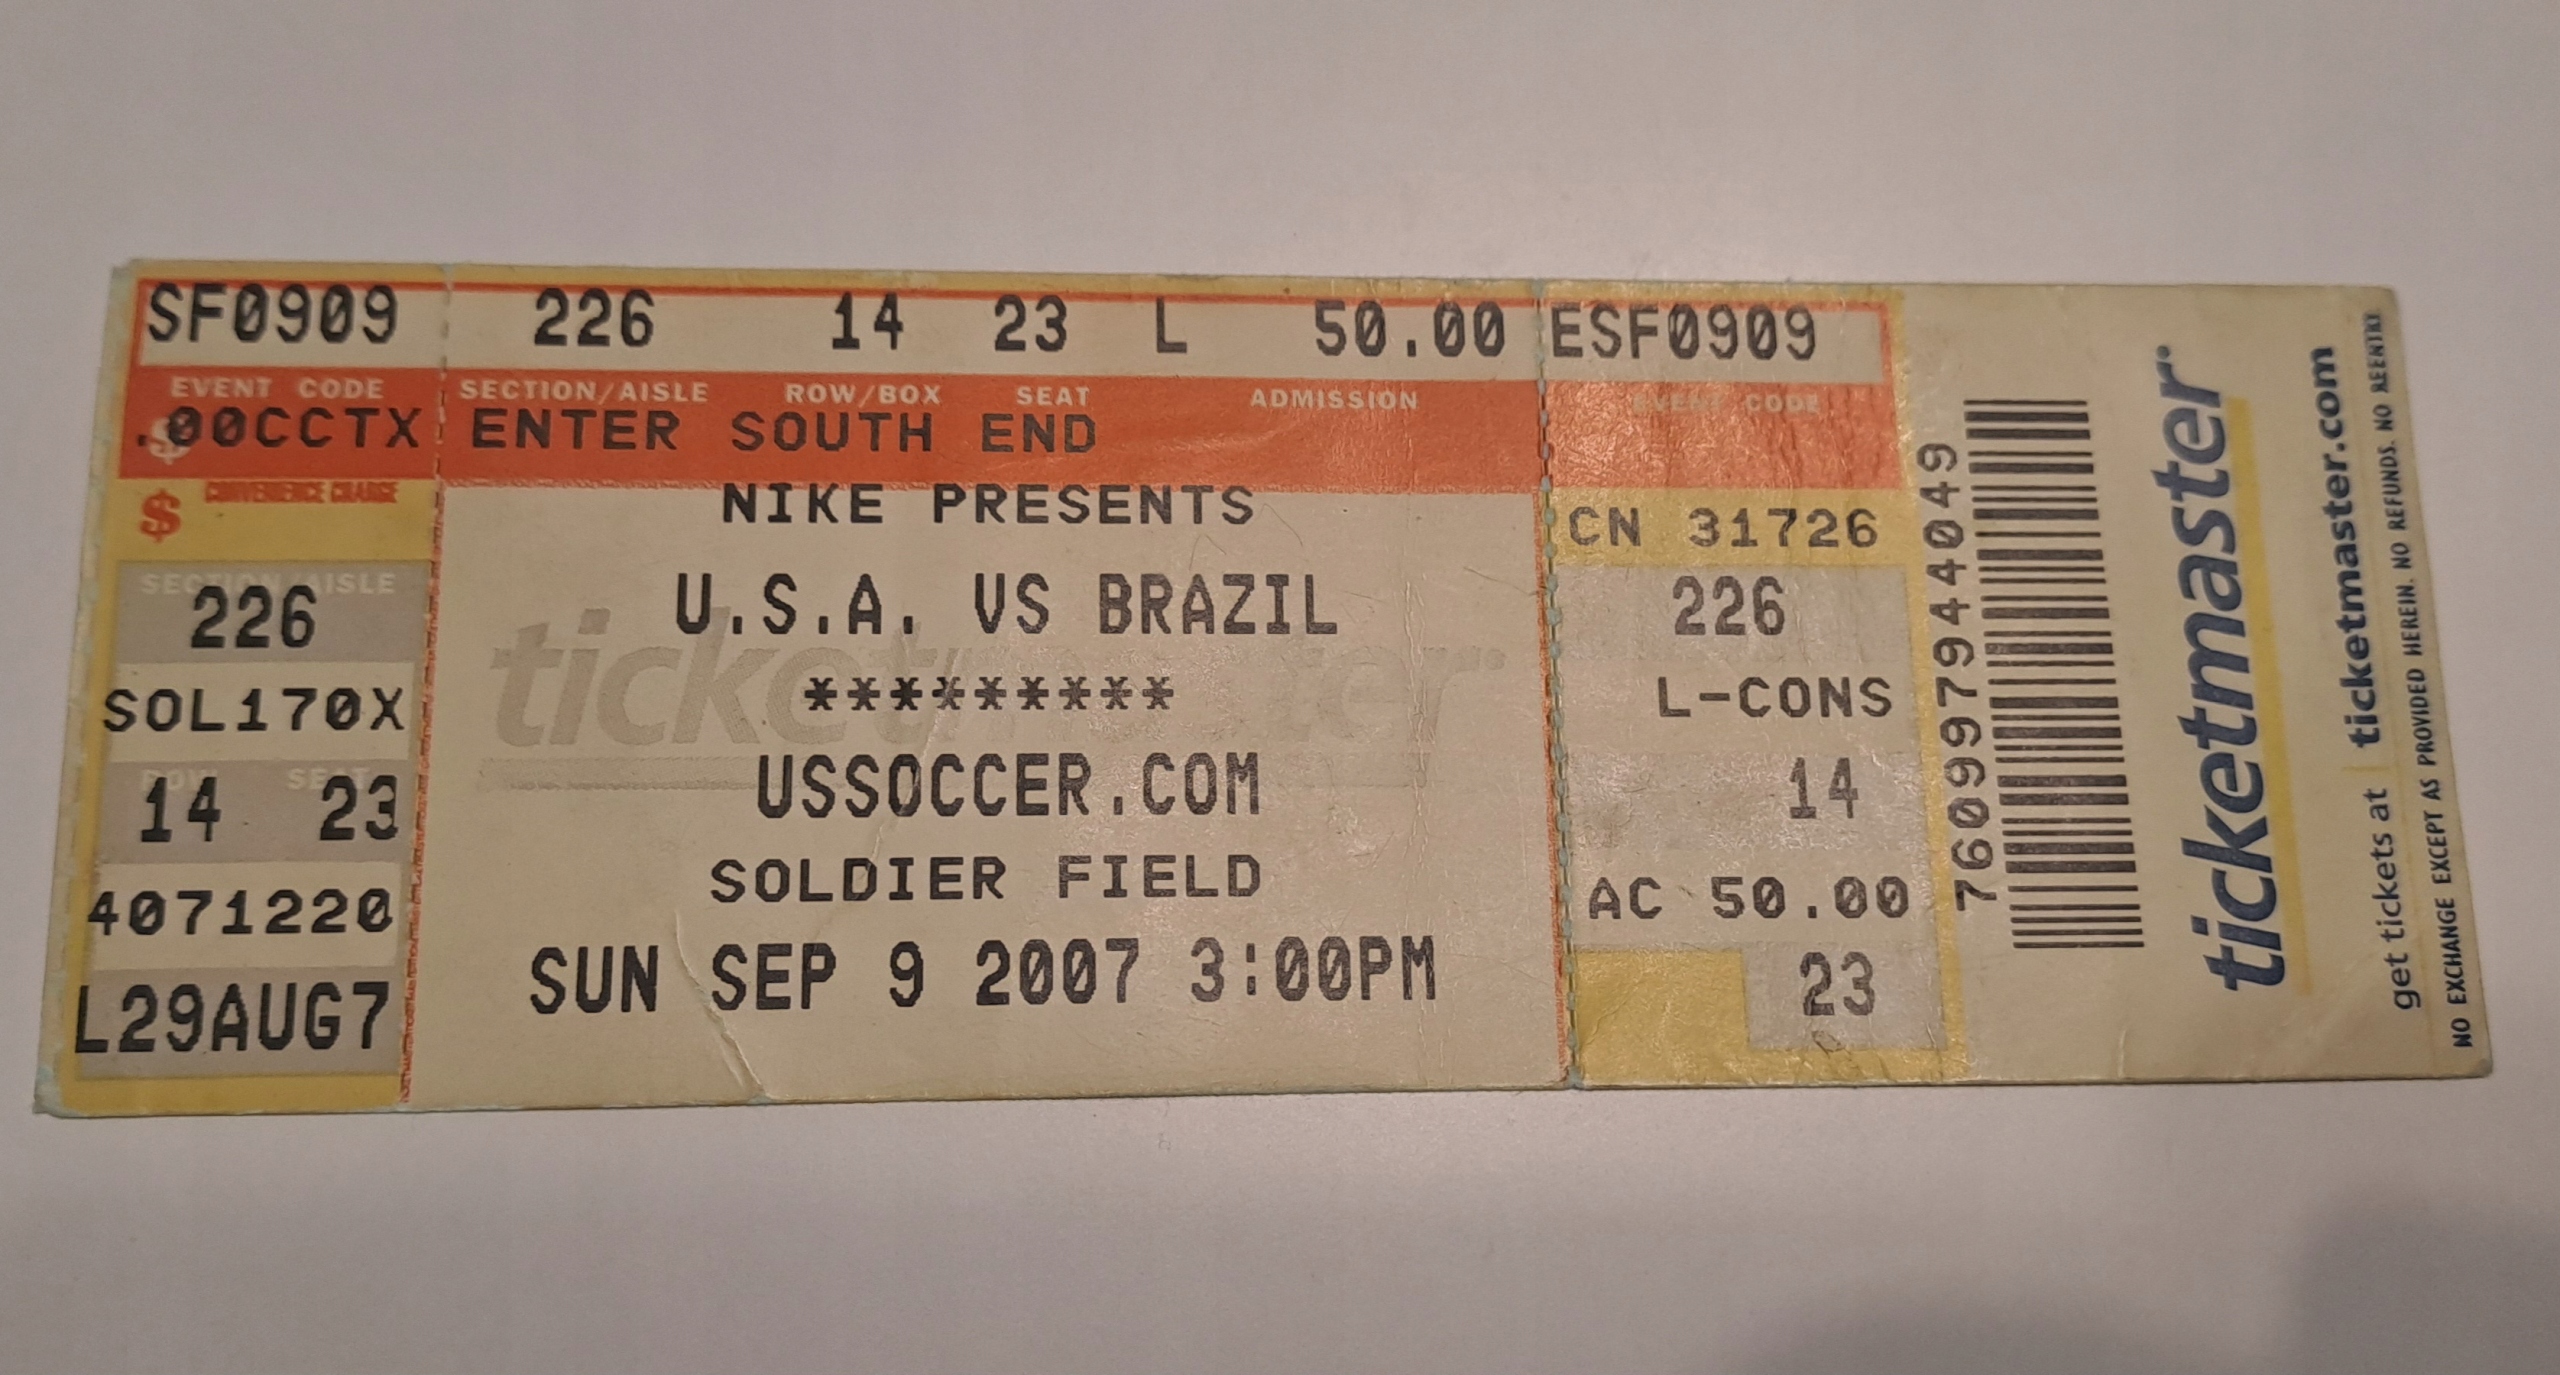 SF0909 226 14 23 L 50.00 ESF0909
EVENT CODE SECTION/AISLE ROW/BOX SEAT ADMISSION EVENT CODE
$ .00CCTX ENTER SOUTH END
$ CONVENIENCE CHARGE
SECTION/AISLE
226
SOL170X
ROW SEAT
14 23
4071220
L29AUG7
NIKE PRESENTS
U.S.A. VS BRAZIL
ticketmaster
*********
USSOCCER.COM
SOLDIER FIELD
SUN SEP 9 2007 3:00PM
CN 31726
226
L-CONS
14
AC 50.00
23
760997944049
ticketmaster
get tickets at | ticketmaster.com
NO EXCHANGE EXCEPT AS PROVIDED HEREIN. NO REFUNDS. NO REENTRY